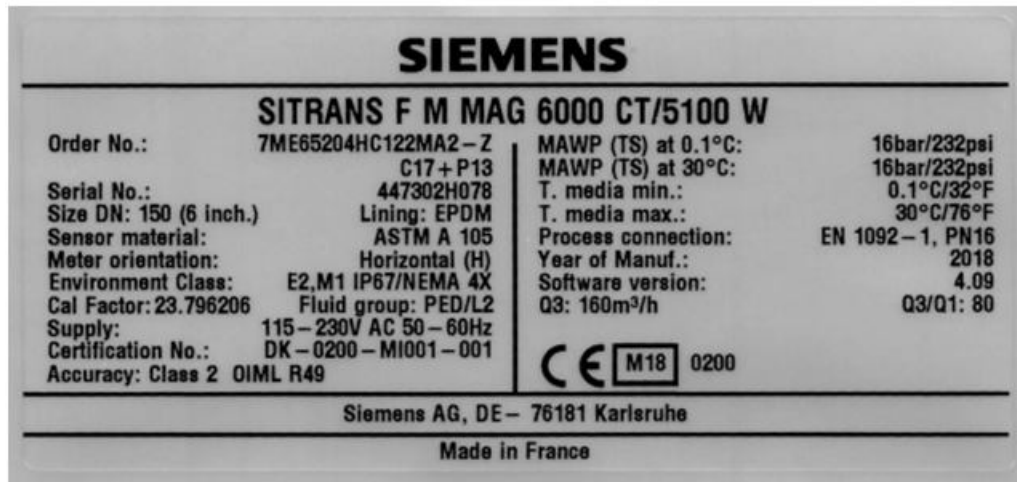 SIEMENS
SITRANS F M MAG 6000 CT/5100 W
Order No.: 7ME65204HC122MA2-Z
C17+P13
Serial No.: 447302H078
Size DN: 150 (6 inch.) Lining: EPDM
Sensor material: ASTM A 105
Meter orientation: Horizontal (H)
Environment Class: E2,M1 IP67/NEMA 4X
Cal Factor: 23.796206 Fluid group: PED/L2
Supply: 115-230V AC 50-60Hz
Certification No.: DK-0200-MI001-001
Accuracy: Class 2 OIML R49
MAWP (TS) at 0.1°C: 16bar/232psi
MAWP (TS) at 30°C: 16bar/232psi
T. media min.: 0.1°C/32°F
T. media max.: 30°C/76°F
Process connection: EN 1092-1, PN16
Year of Manuf.: 2018
Software version: 4.09
Q3: 160m³/h Q3/Q1: 80
CE M18 0200
Siemens AG, DE- 76181 Karlsruhe
Made in France